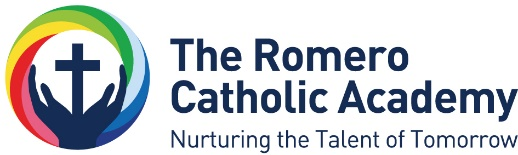 The Romero
Catholic Academy
Nurturing the Talent of Tomorrow